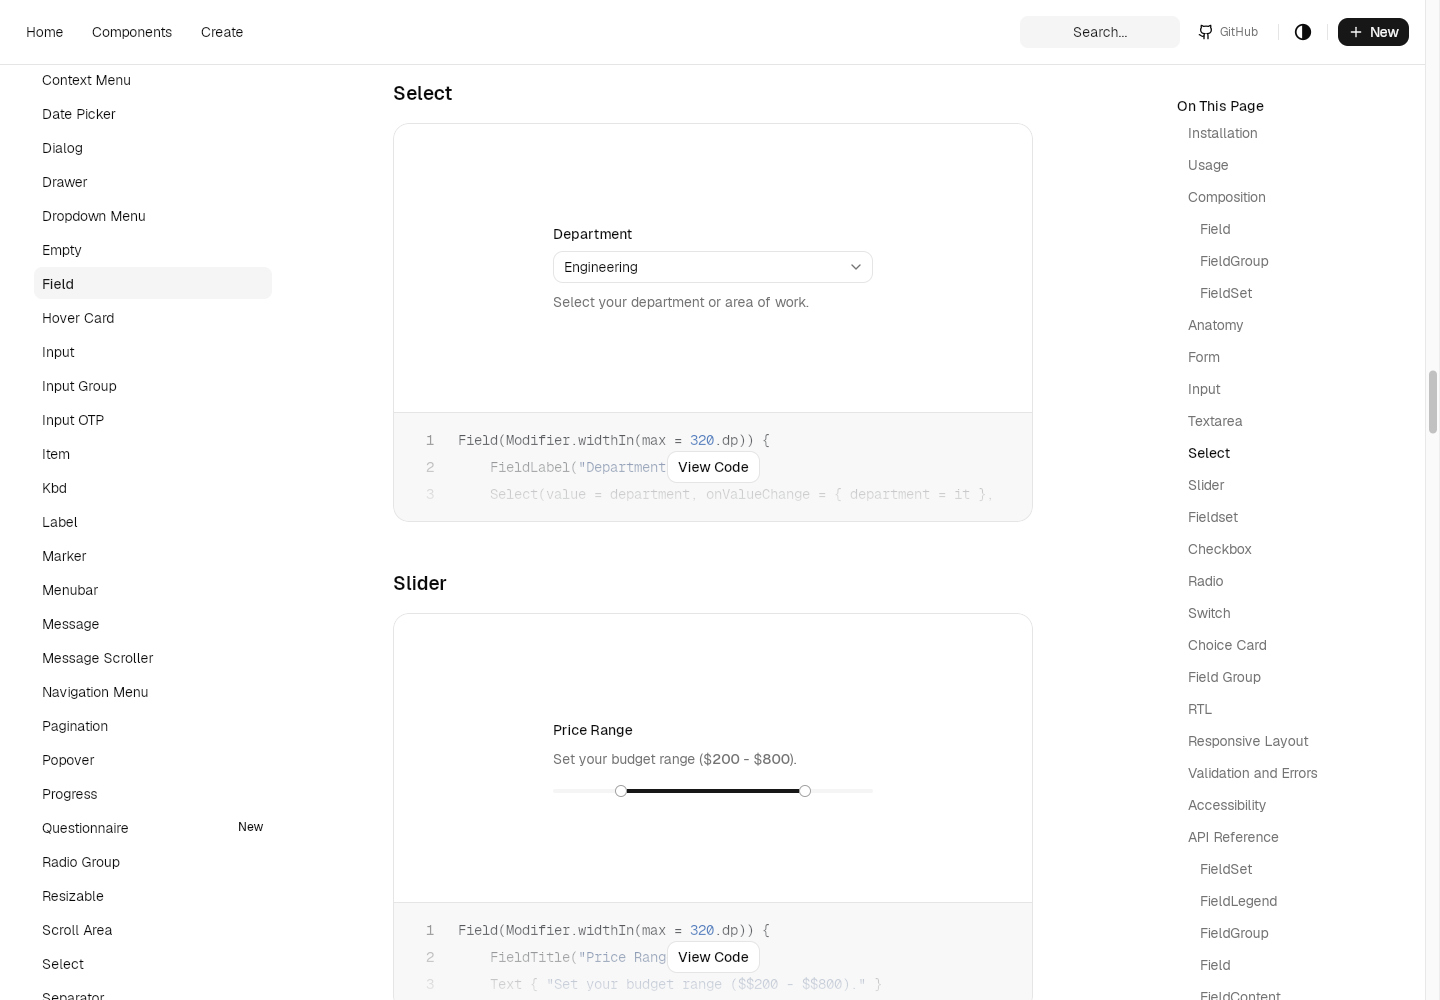 Home
Components
Create
Search...
GitHub
New
Context Menu
Date Picker
Dialog
Drawer
Dropdown Menu
Empty
Field
Hover Card
Input
Input Group
Input OTP
Item
Kbd
Label
Marker
Menubar
Message
Message Scroller
Navigation Menu
Pagination
Popover
Progress
Questionnaire New
Radio Group
Resizable
Scroll Area
Select
Separator
Select
Department
Engineering
Select your department or area of work.
1 Field(Modifier.widthIn(max = 320.dp)) {
2 FieldLabel("Department
View Code
3 Select(value = department, onValueChange = { department = it },
Slider
Price Range
Set your budget range ($200 - $800).
1 Field(Modifier.widthIn(max = 320.dp)) {
2 FieldTitle("Price Rang
View Code
3 Text { "Set your budget range ($$200 - $$800)." }
On This Page
Installation
Usage
Composition
Field
FieldGroup
FieldSet
Anatomy
Form
Input
Textarea
Select
Slider
Fieldset
Checkbox
Radio
Switch
Choice Card
Field Group
RTL
Responsive Layout
Validation and Errors
Accessibility
API Reference
FieldSet
FieldLegend
FieldGroup
Field
FieldContent